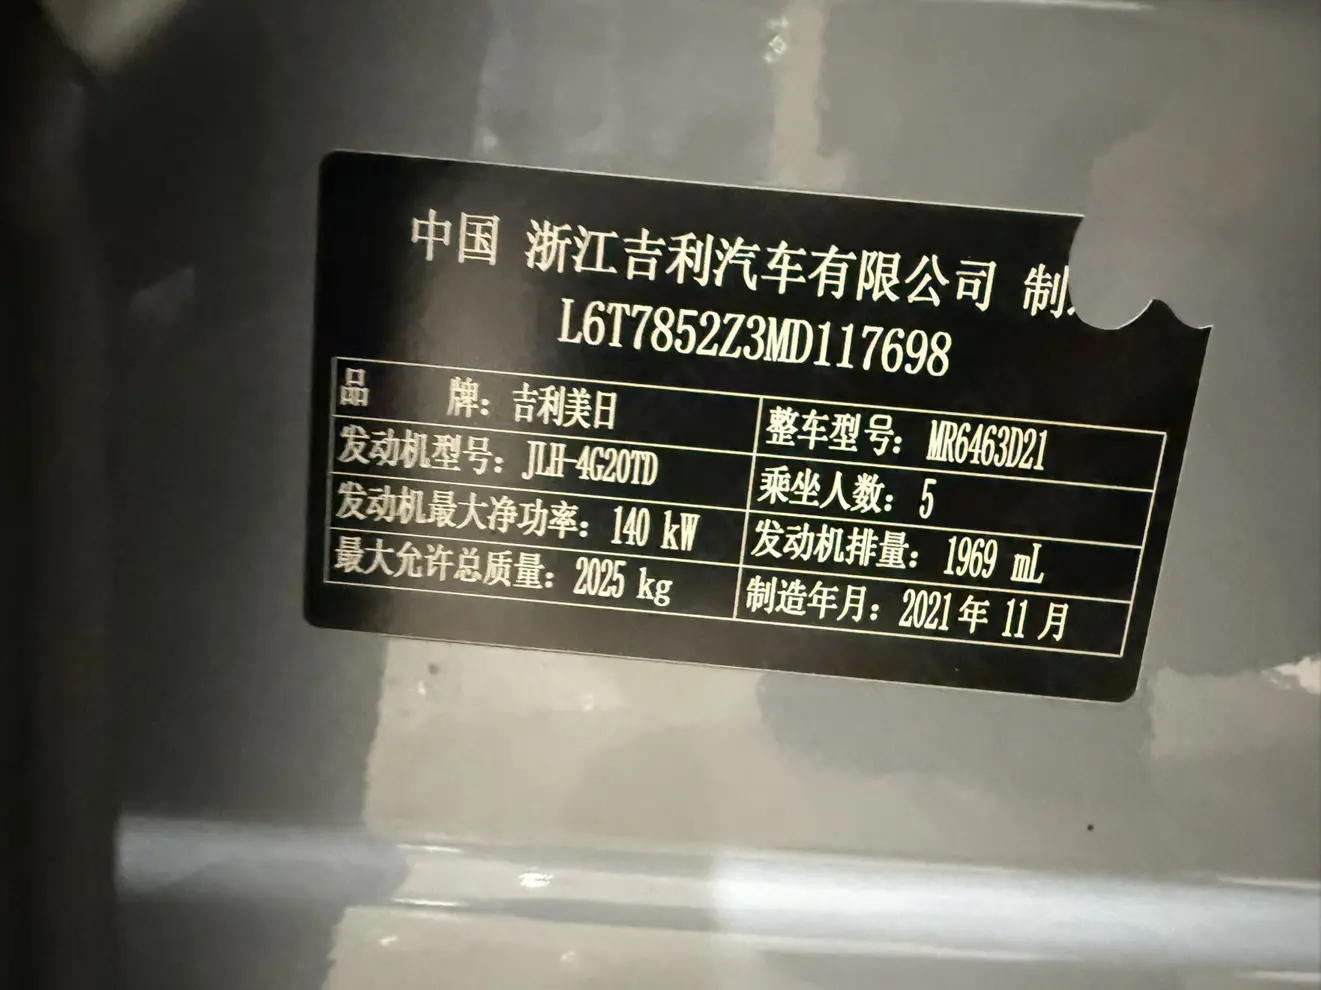 中国 浙江吉利汽车有限公司 制
L6T7852Z3MD117698
品 牌：吉利美日 整车型号：MR6463D21
发动机型号：JLH-4G20TD 乘坐人数：5
发动机最大净功率：140 kW 发动机排量：1969 mL
最大允许总质量：2025 kg 制造年月：2021年 11 月